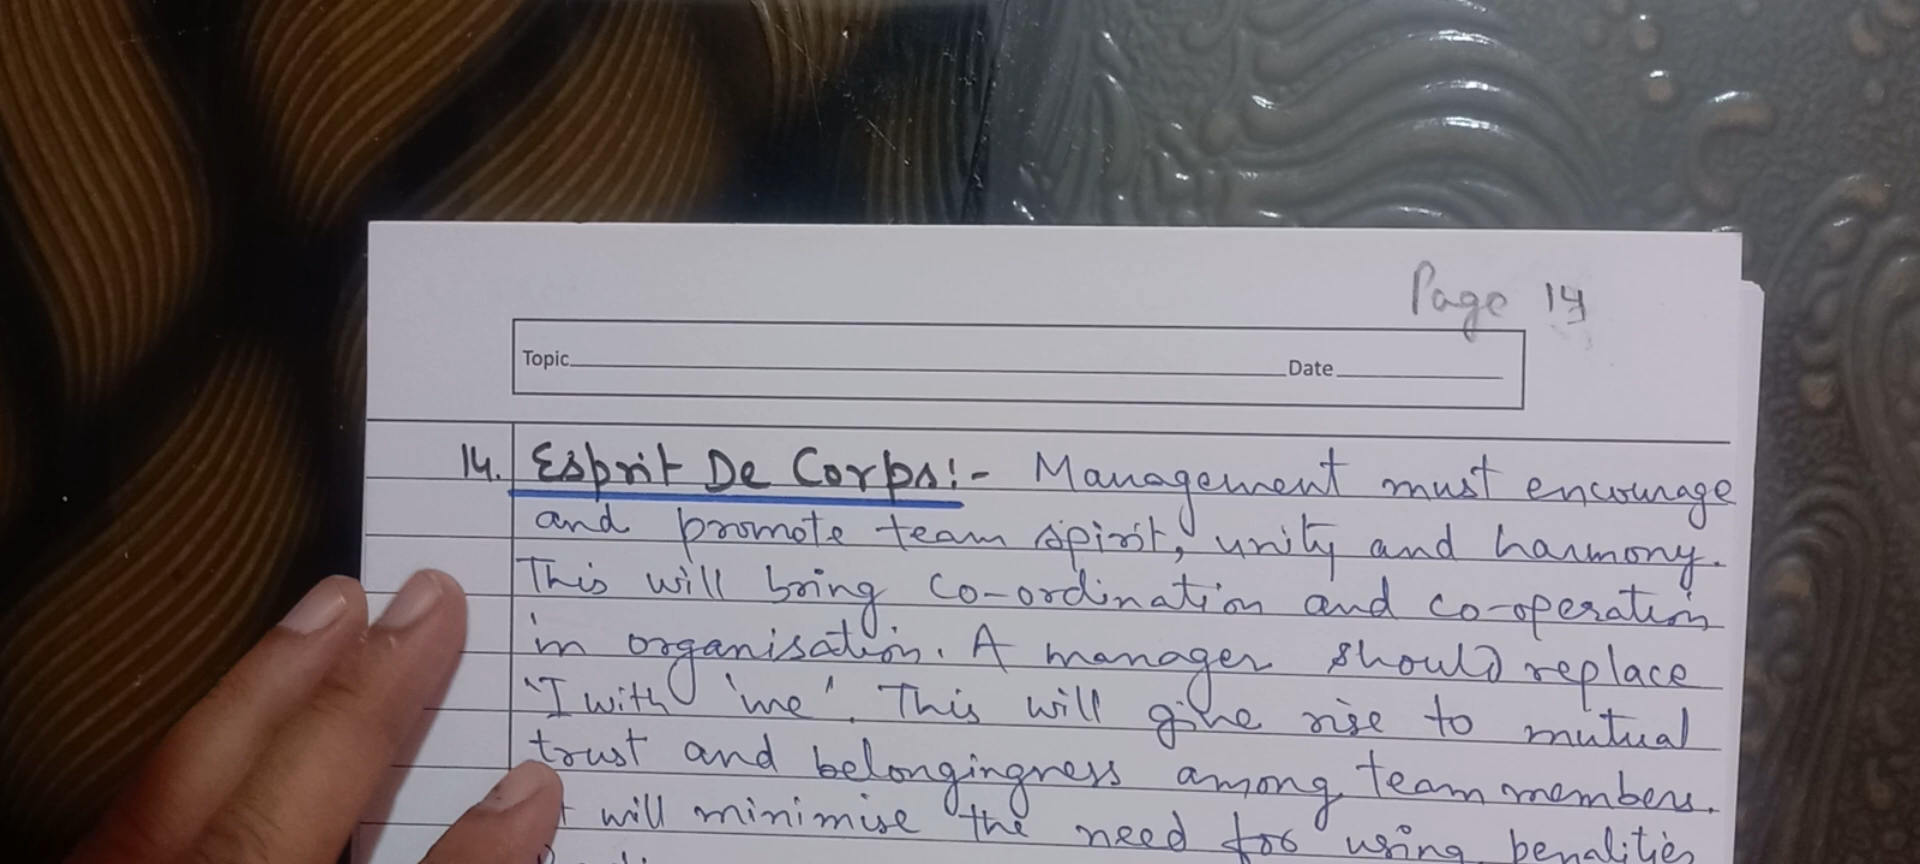 Page 14
Topic Date
14. Esprit De Corps:- Management must encourage
and promote team spirit, unity and harmony.
This will bring co-ordination and co-operation
in organisation. A manager should replace
'I with 'me'. This will give rise to mutual
trust and belongingness among team members.
will minimise the need for using penalities